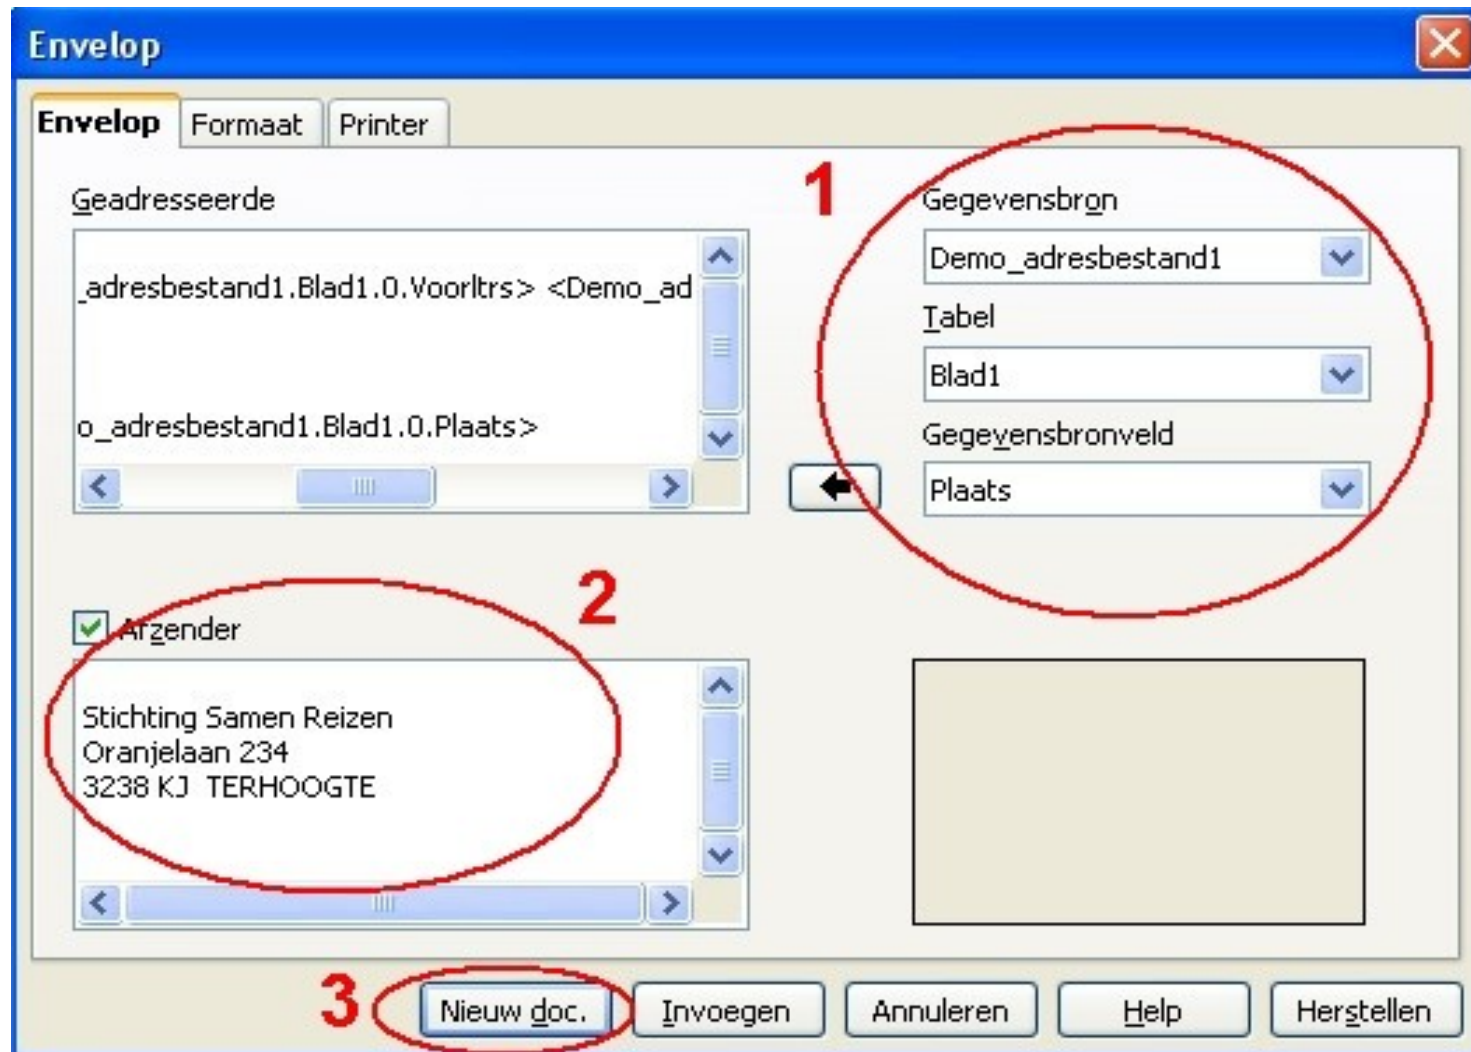 Envelop
Envelop Formaat Printer
Geadresseerde
_adresbestand1.Blad1.0.Voorltrs> <Demo_ad
o_adresbestand1.Blad1.0.Plaats>
1
Gegevensbron
Demo_adresbestand1
Tabel
Blad1
Gegevensbronveld
Plaats
2
Afzender
Stichting Samen Reizen
Oranjelaan 234
3238 KJ TERHOOGTE
3
Nieuw doc. Invoegen Annuleren Help Herstellen